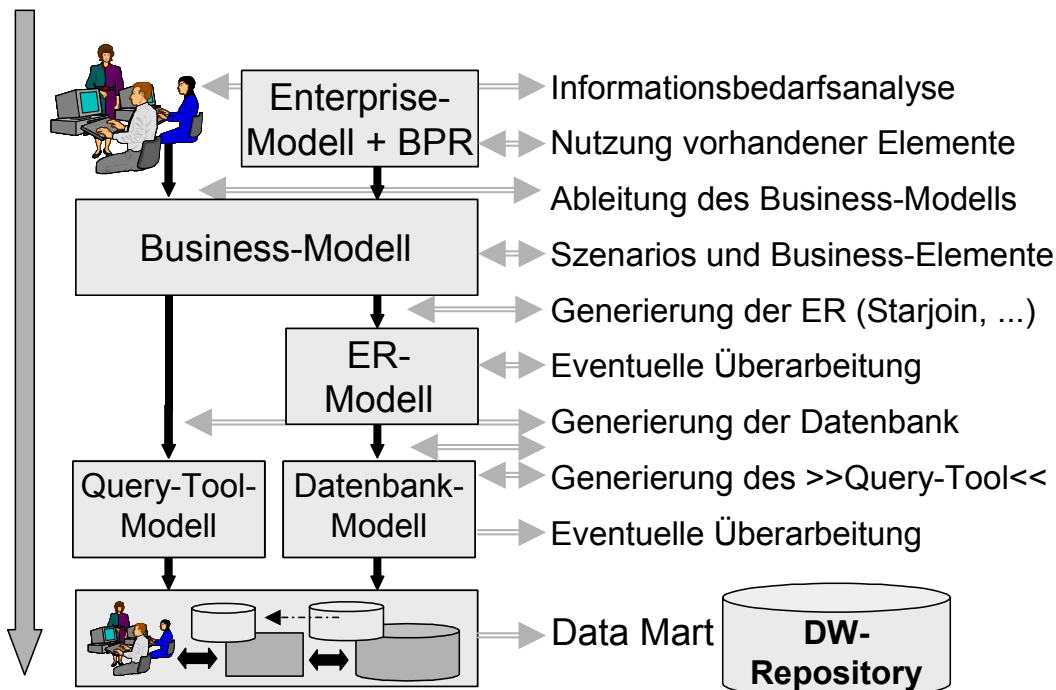 Enterprise-
Modell + BPR
Informationsbedarfsanalyse
Nutzung vorhandener Elemente
Ableitung des Business-Modells
Business-Modell
Szenarios und Business-Elemente
Generierung der ER (Starjoin, ...)
ER-
Modell
Eventuelle Überarbeitung
Generierung der Datenbank
Query-Tool-
Modell
Datenbank-
Modell
Generierung des >>Query-Tool<<
Eventuelle Überarbeitung
Data Mart
DW-
Repository